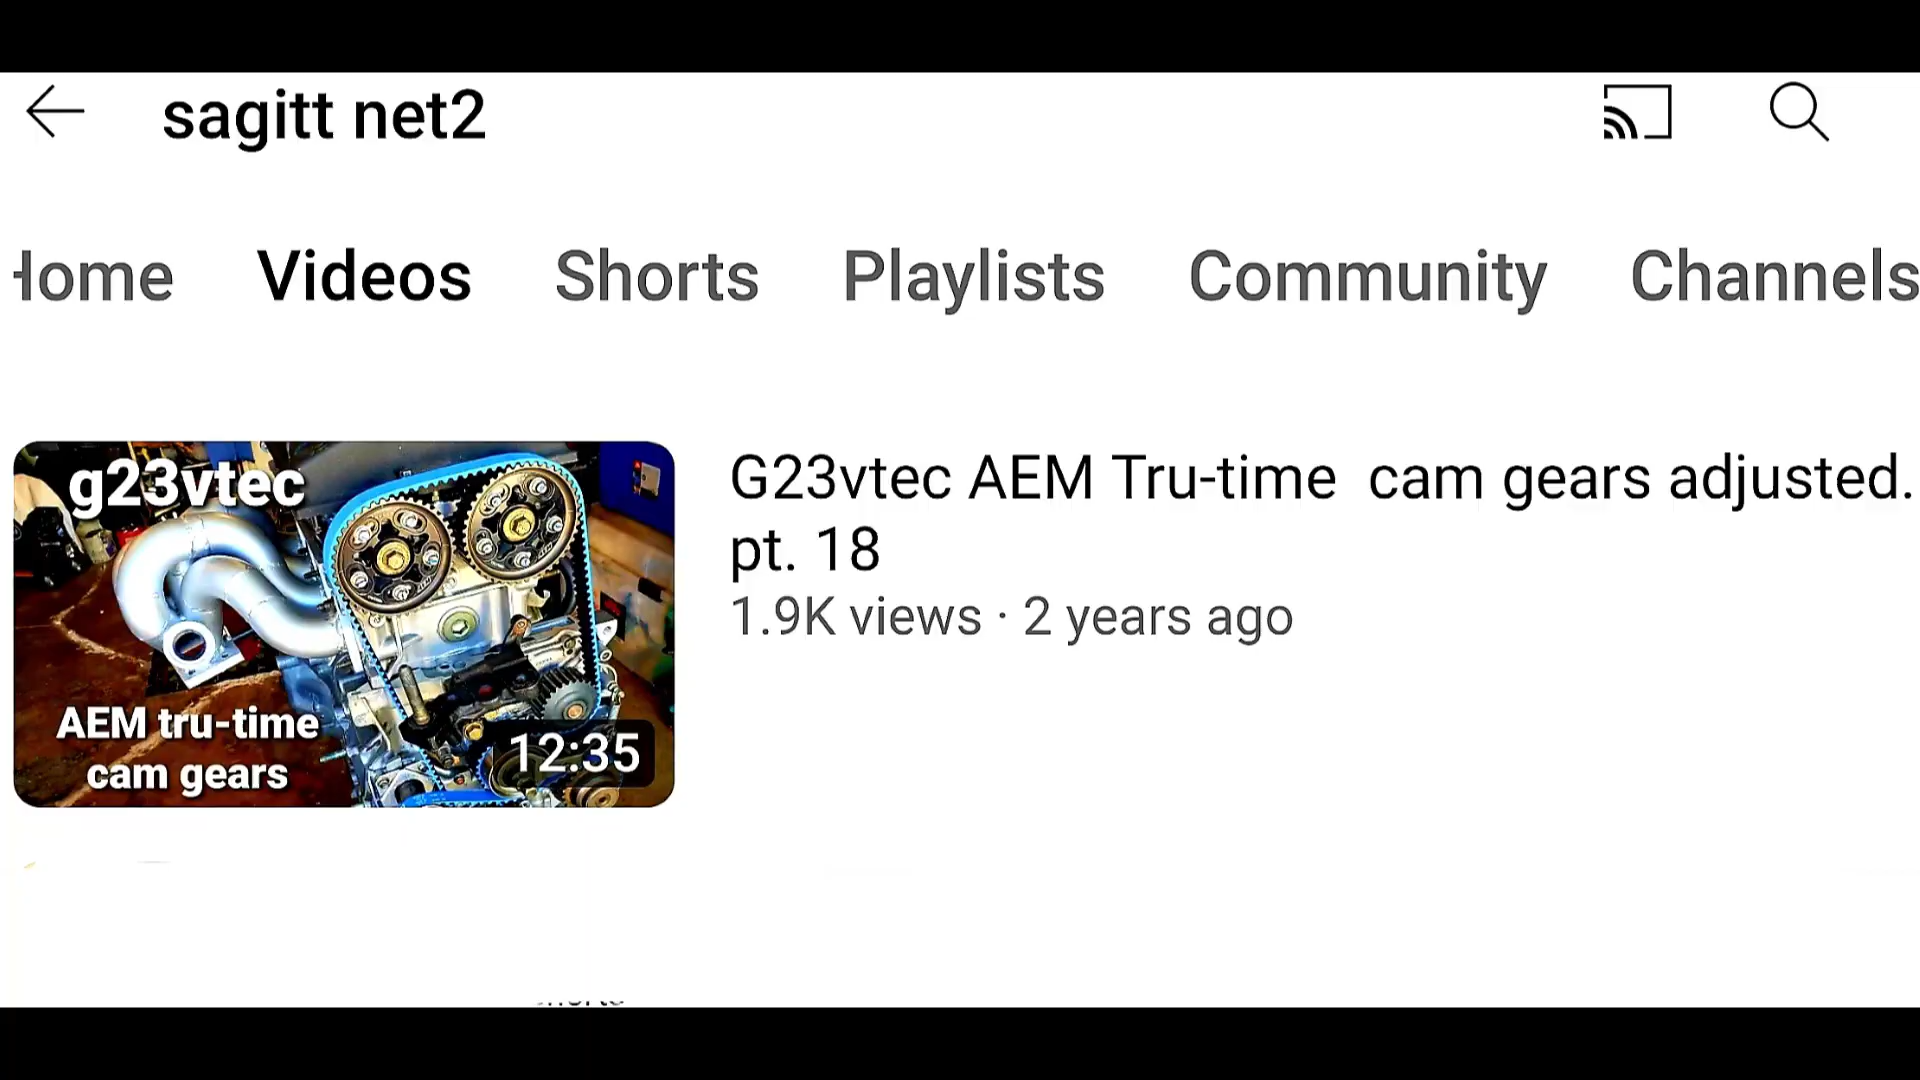 sagitt net2
Home Videos Shorts Playlists Community Channels
g23vtec
AEM tru-time
cam gears
12:35
G23vtec AEM Tru-time  cam gears adjusted.
pt. 18
1.9K views · 2 years ago